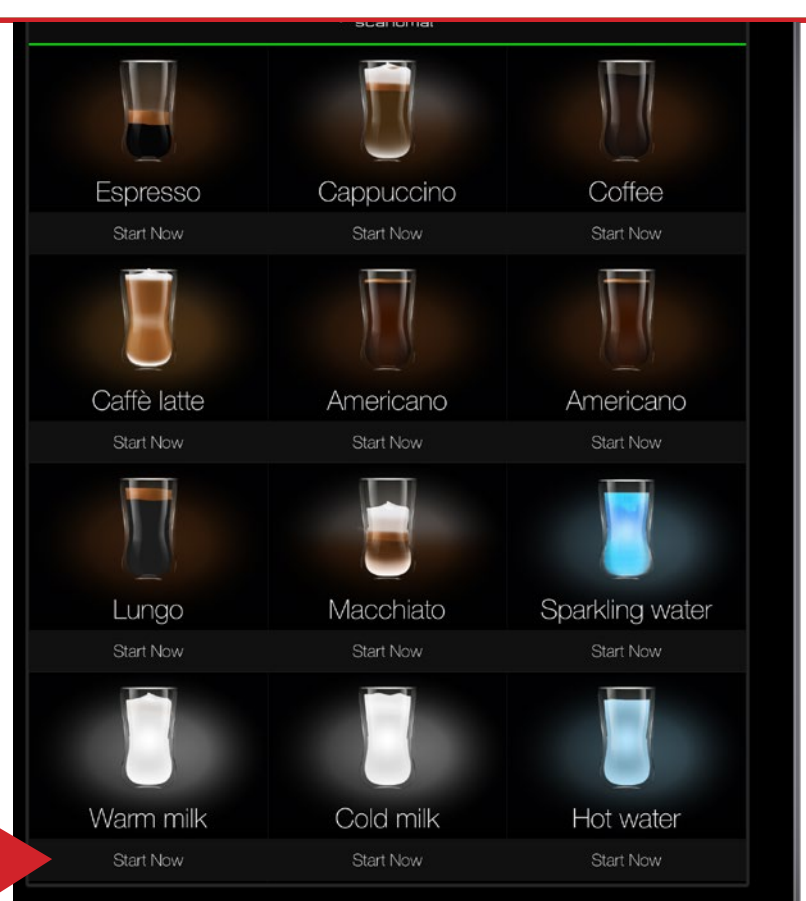 scanomat
Espresso Cappuccino Coffee
Start Now Start Now Start Now
Caffè latte Americano Americano
Start Now Start Now Start Now
Lungo Macchiato Sparkling water
Start Now Start Now Start Now
Warm milk Cold milk Hot water
Start Now Start Now Start Now